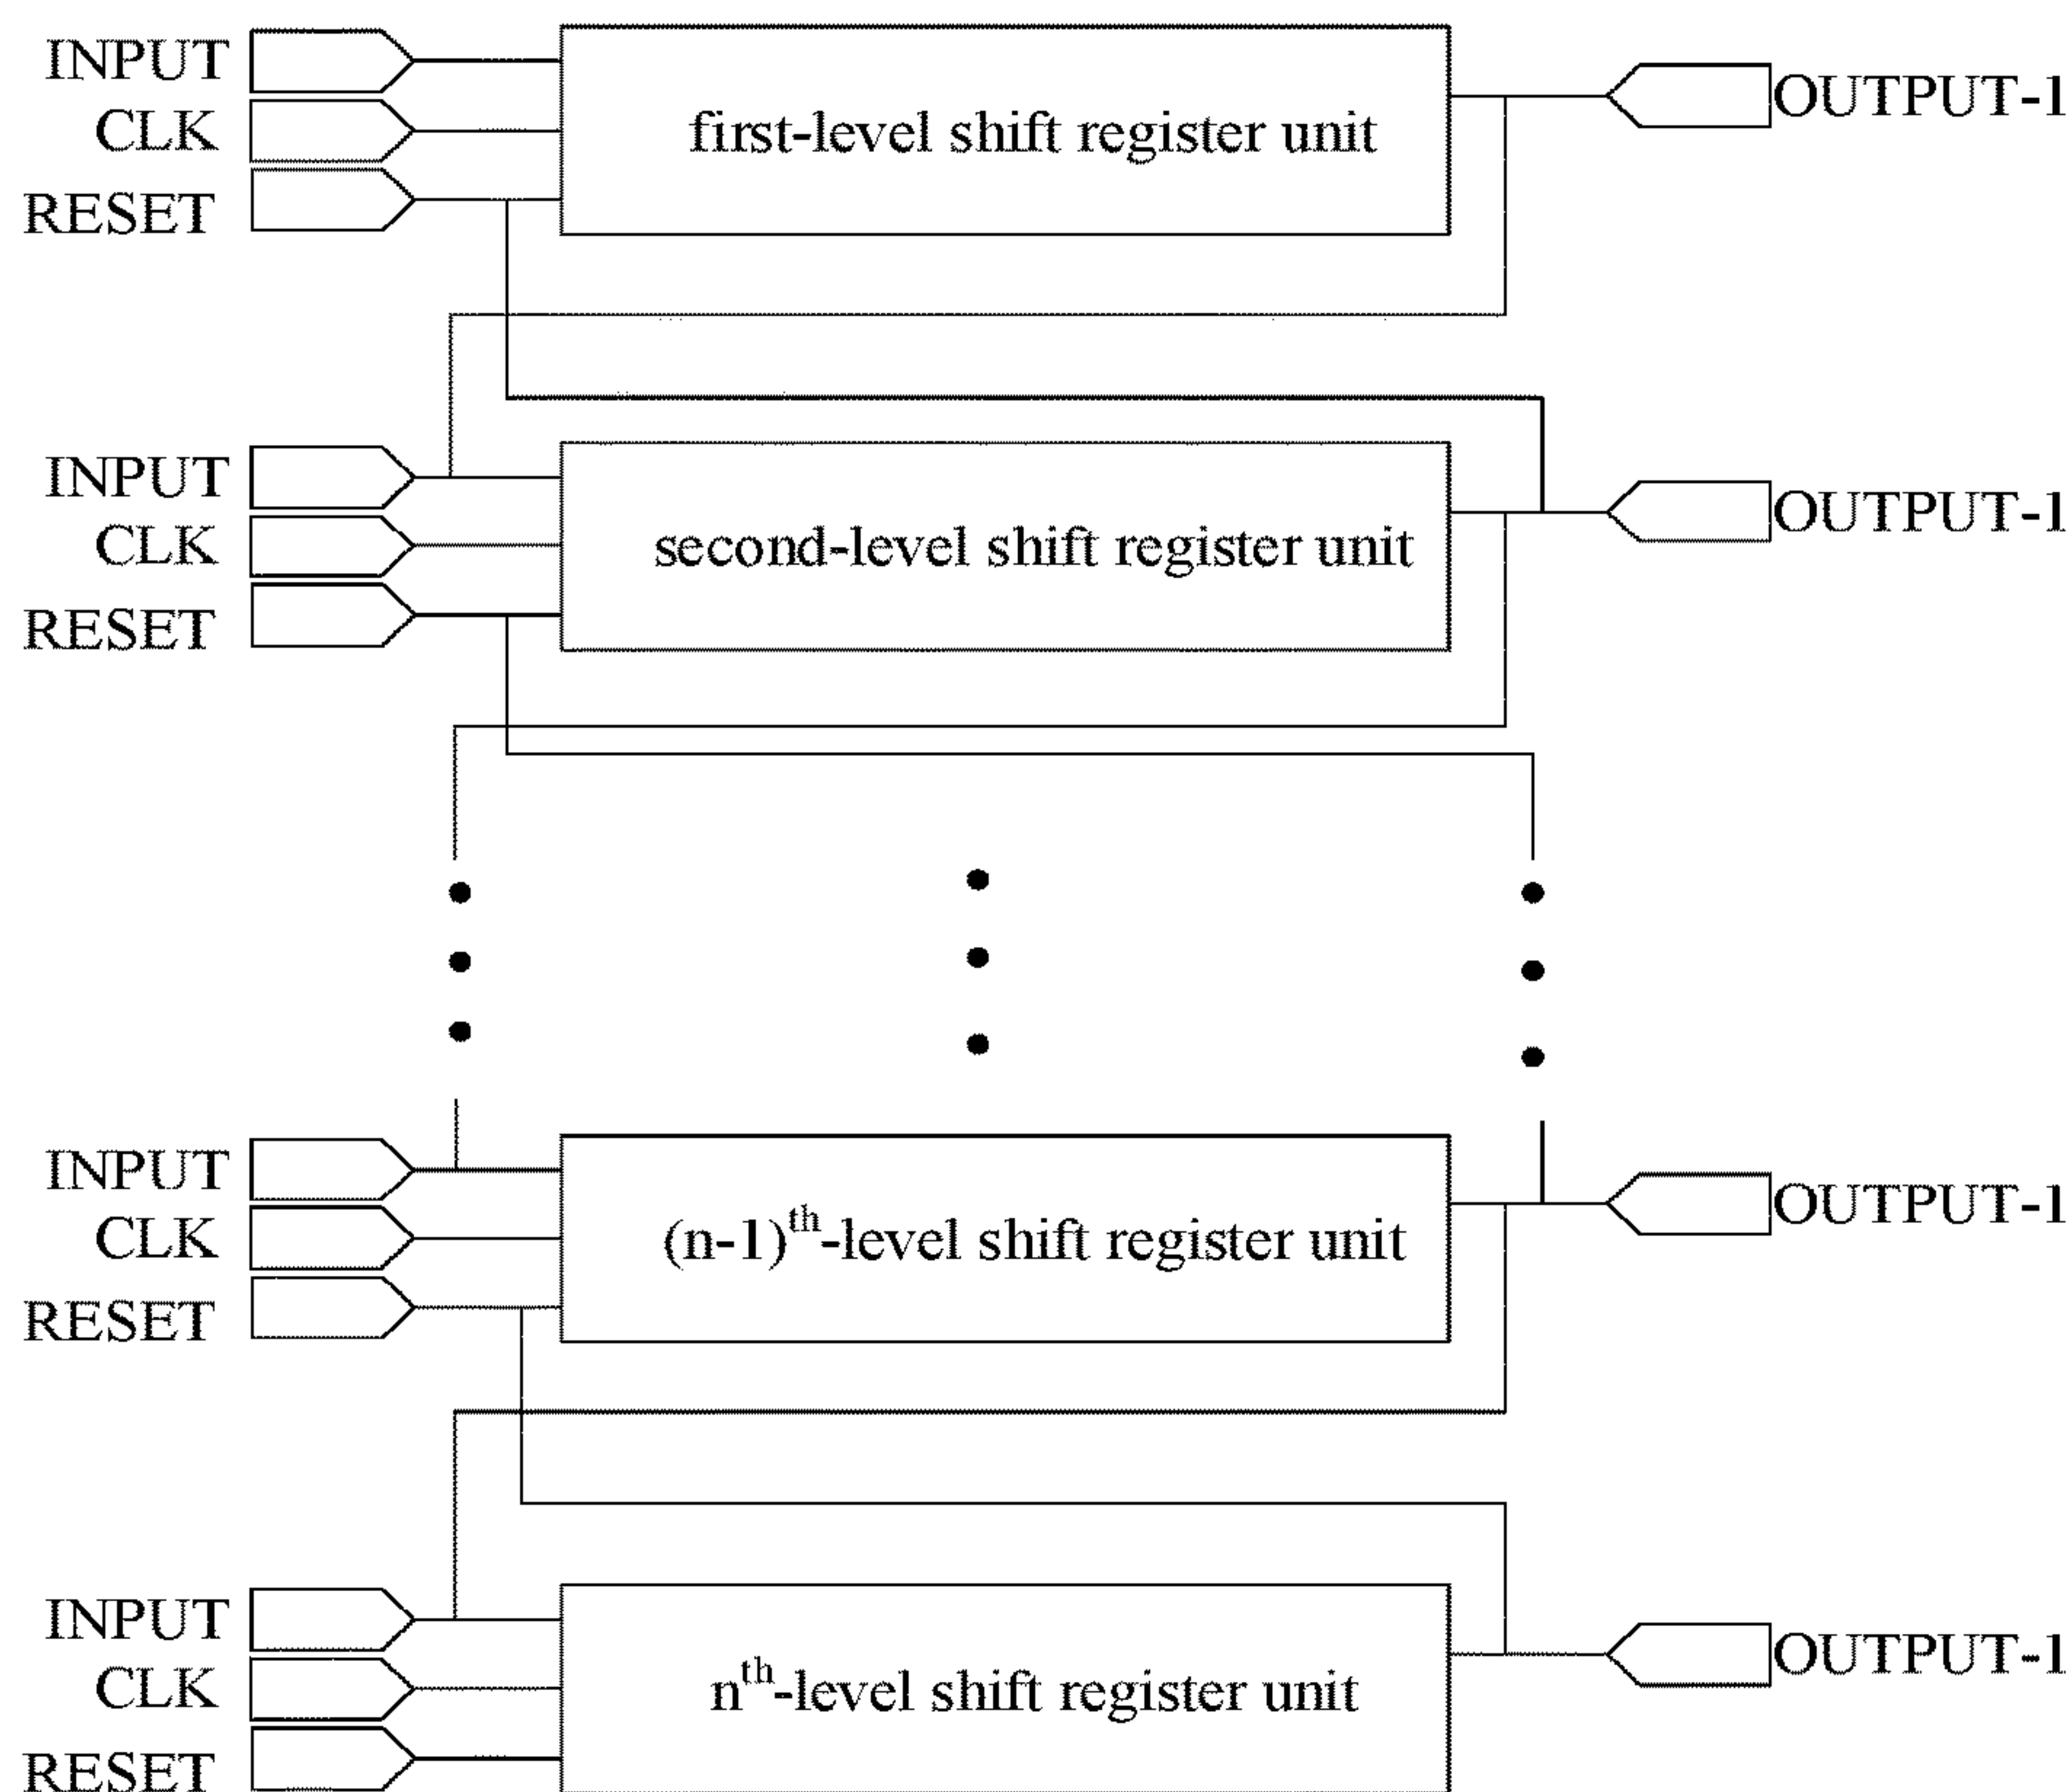 INPUT
CLK
RESET
first-level shift register unit
OUTPUT-1
INPUT
CLK
RESET
second-level shift register unit
OUTPUT-1
INPUT
CLK
RESET
(n-1)th-level shift register unit
OUTPUT-1
INPUT
CLK
RESET
nth-level shift register unit
OUTPUT-1